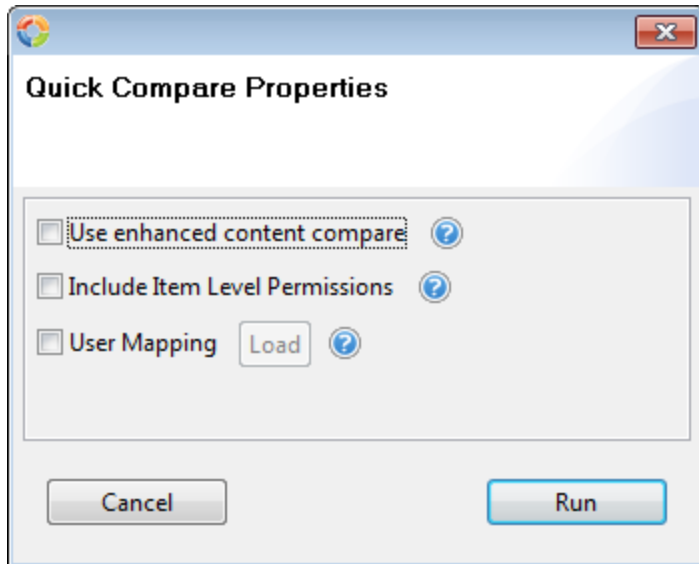 Quick Compare Properties
Use enhanced content compare
Include Item Level Permissions
User Mapping Load
Cancel Run